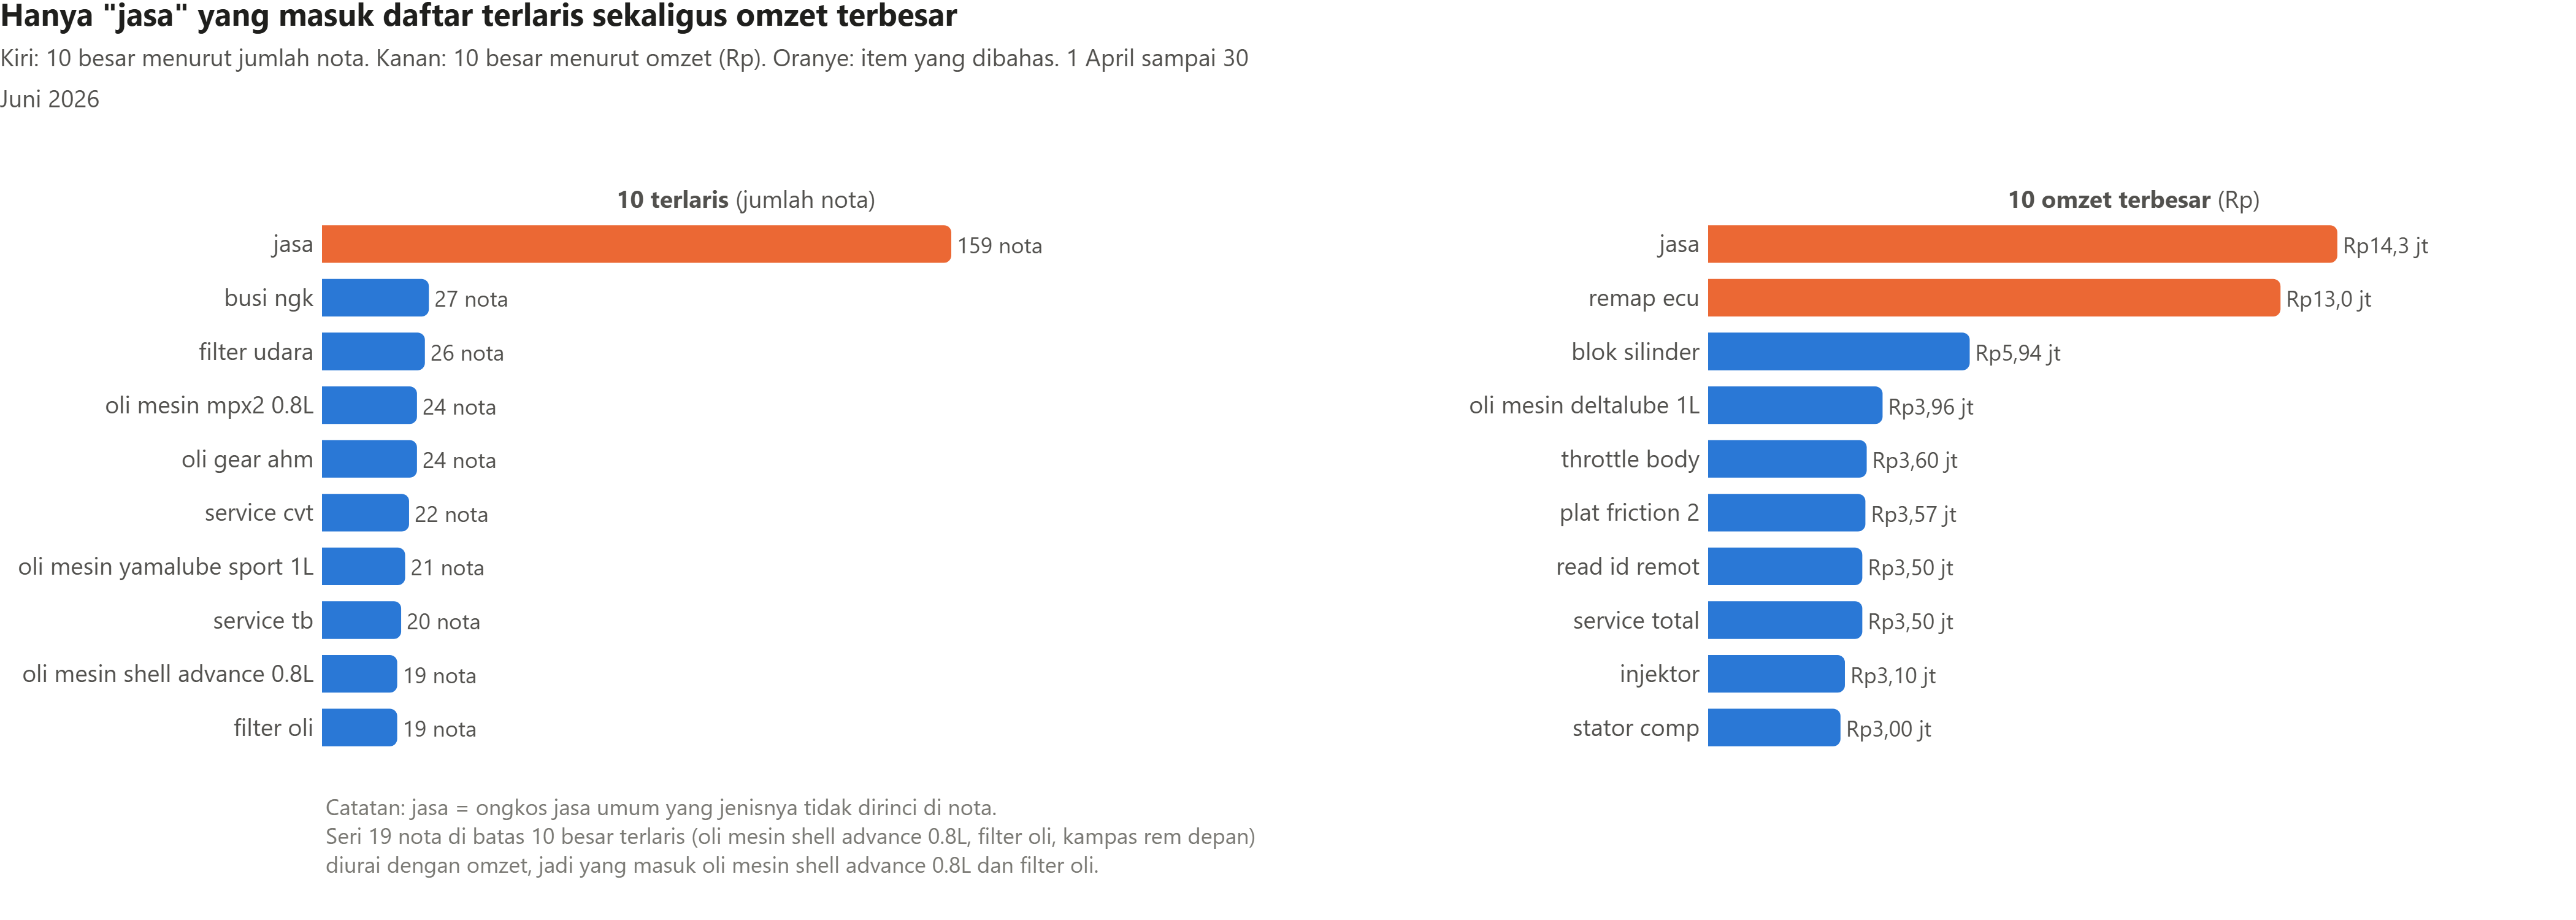 Hanya "jasa" yang masuk daftar terlaris sekaligus omzet terbesar
Kiri: 10 besar menurut jumlah nota. Kanan: 10 besar menurut omzet (Rp). Oranye: item yang dibahas. 1 April sampai 30
Juni 2026
10 terlaris (jumlah nota)
jasa 159 nota
busi ngk 27 nota
filter udara 26 nota
oli mesin mpx2 0.8L 24 nota
oli gear ahm 24 nota
service cvt 22 nota
oli mesin yamalube sport 1L 21 nota
service tb 20 nota
oli mesin shell advance 0.8L 19 nota
filter oli 19 nota
10 omzet terbesar (Rp)
jasa Rp14,3 jt
remap ecu Rp13,0 jt
blok silinder Rp5,94 jt
oli mesin deltalube 1L Rp3,96 jt
throttle body Rp3,60 jt
plat friction 2 Rp3,57 jt
read id remot Rp3,50 jt
service total Rp3,50 jt
injektor Rp3,10 jt
stator comp Rp3,00 jt
Catatan: jasa = ongkos jasa umum yang jenisnya tidak dirinci di nota.
Seri 19 nota di batas 10 besar terlaris (oli mesin shell advance 0.8L, filter oli, kampas rem depan)
diurai dengan omzet, jadi yang masuk oli mesin shell advance 0.8L dan filter oli.